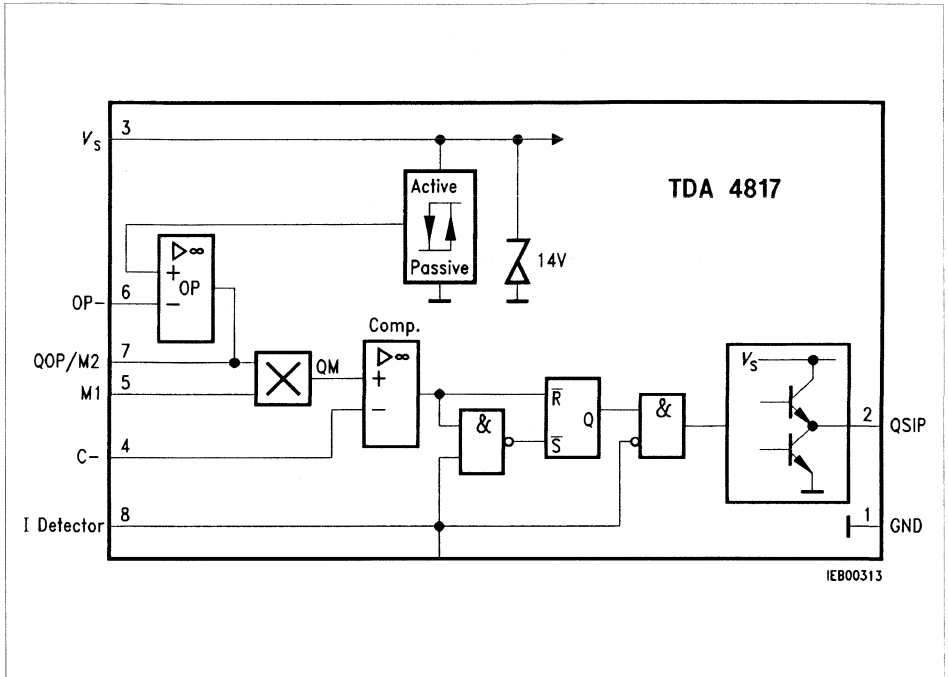 TDA 4817
V_S 3
Active
Passive
14V
▷∞
+
OP
−
OP- 6
QOP/M2 7
M1 5
QM
Comp.
▷∞
+
−
C- 4
I Detector 8
&
R̅
S̅
Q
&
V_S
2 QSIP
1 GND
IEB00313